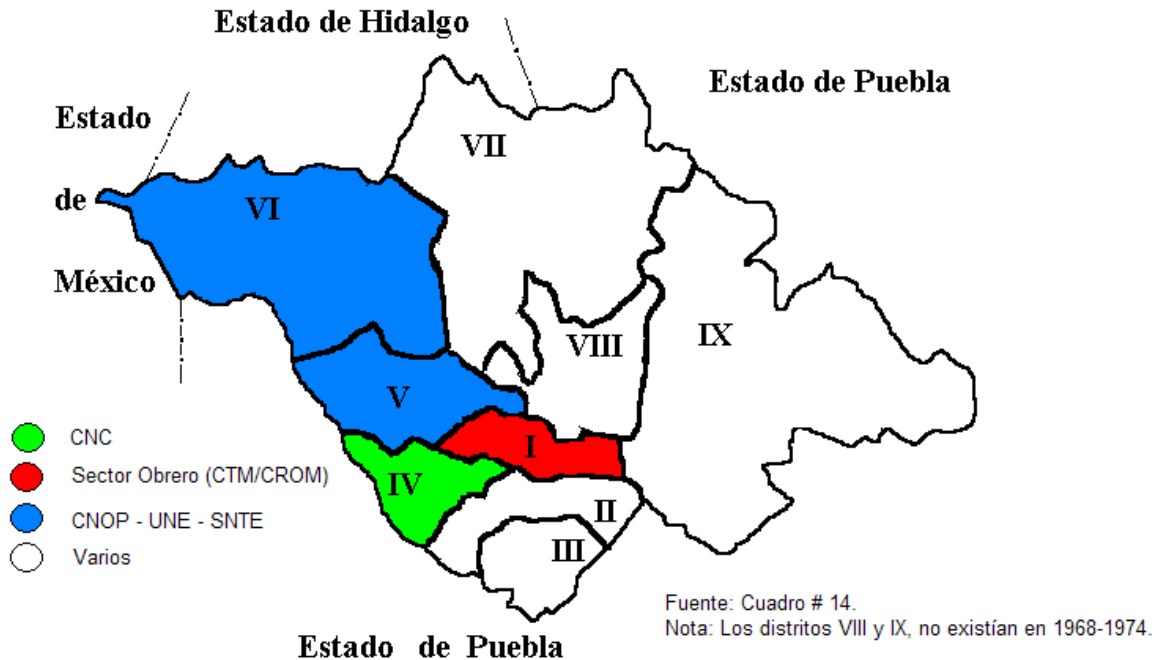 Estado de Hidalgo
Estado de Puebla
Estado
de
México
VII
VI
VIII
IX
V
I
IV
II
III
CNC
Sector Obrero (CTM/CROM)
CNOP - UNE - SNTE
Varios
Fuente: Cuadro # 14.
Nota: Los distritos VIII y IX, no existían en 1968-1974.
Estado de Puebla